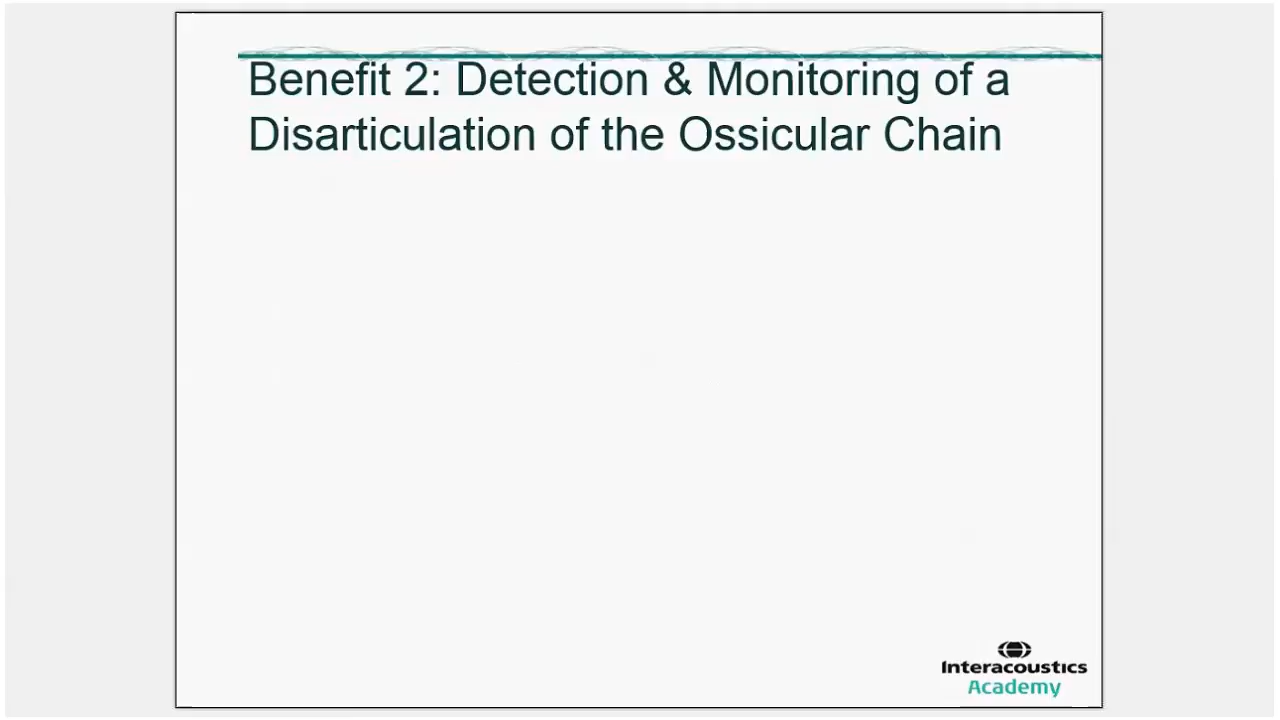 Benefit 2: Detection & Monitoring of a
Disarticulation of the Ossicular Chain
Interacoustics
Academy